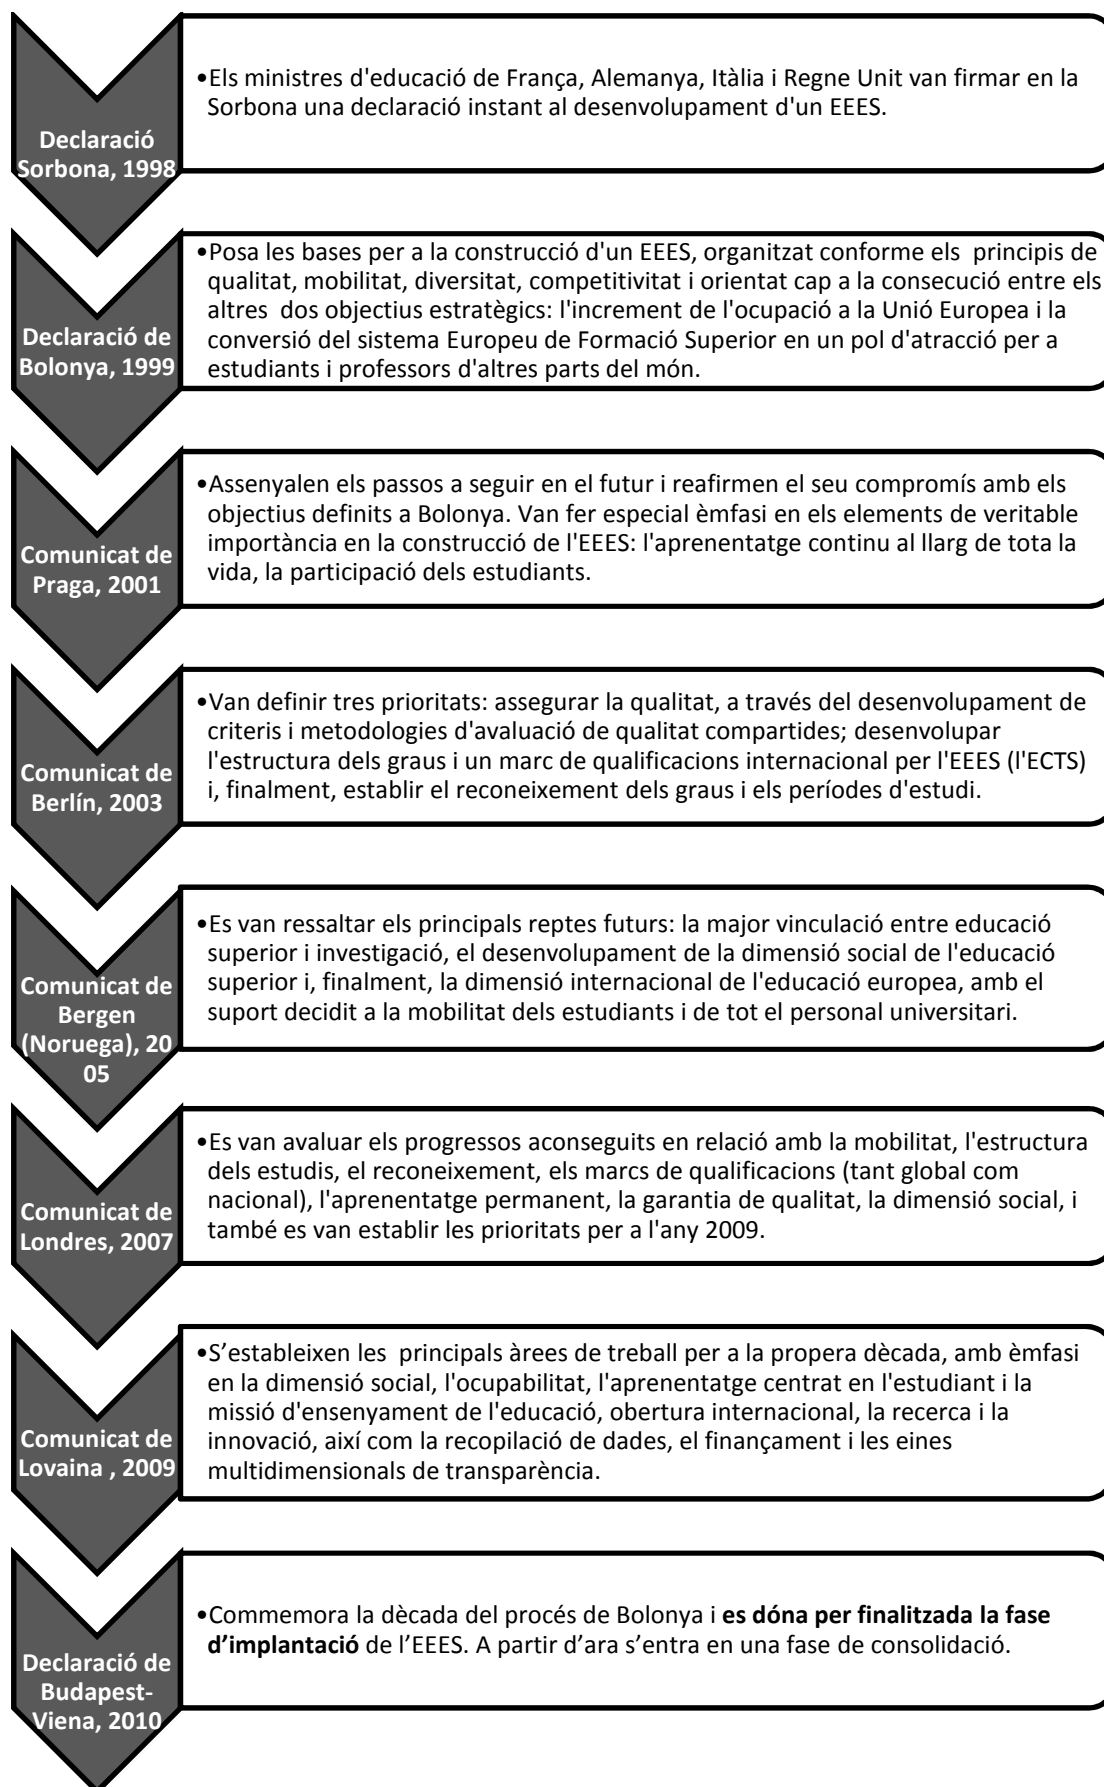 Declaració
Sorbona, 1998
•Els ministres d'educació de França, Alemanya, Itàlia i Regne Unit van firmar en la
Sorbona una declaració instant al desenvolupament d'un EEES.
Declaració de
Bolonya, 1999
•Posa les bases per a la construcció d'un EEES, organitzat conforme els  principis de
qualitat, mobilitat, diversitat, competitivitat i orientat cap a la consecució entre els
altres  dos objectius estratègics: l'increment de l'ocupació a la Unió Europea i la
conversió del sistema Europeu de Formació Superior en un pol d'atracció per a
estudiants i professors d'altres parts del món.
Comunicat de
Praga, 2001
•Assenyalen els passos a seguir en el futur i reafirmen el seu compromís amb els
objectius definits a Bolonya. Van fer especial èmfasi en els elements de veritable
importància en la construcció de l'EEES: l'aprenentatge continu al llarg de tota la
vida, la participació dels estudiants.
Comunicat de
Berlín, 2003
•Van definir tres prioritats: assegurar la qualitat, a través del desenvolupament de
criteris i metodologies d'avaluació de qualitat compartides; desenvolupar
l'estructura dels graus i un marc de qualificacions internacional per l'EEES (l'ECTS)
i, finalment, establir el reconeixement dels graus i els períodes d'estudi.
Comunicat de
Bergen
(Noruega), 20
05
•Es van ressaltar els principals reptes futurs: la major vinculació entre educació
superior i investigació, el desenvolupament de la dimensió social de l'educació
superior i, finalment, la dimensió internacional de l'educació europea, amb el
suport decidit a la mobilitat dels estudiants i de tot el personal universitari.
Comunicat de
Londres, 2007
•Es van avaluar els progressos aconseguits en relació amb la mobilitat, l'estructura
dels estudis, el reconeixement, els marcs de qualificacions (tant global com
nacional), l'aprenentatge permanent, la garantia de qualitat, la dimensió social, i
també es van establir les prioritats per a l'any 2009.
Comunicat de
Lovaina , 2009
•S’estableixen les  principals àrees de treball per a la propera dècada, amb èmfasi
en la dimensió social, l'ocupabilitat, l'aprenentatge centrat en l'estudiant i la
missió d'ensenyament de l'educació, obertura internacional, la recerca i la
innovació, així com la recopilació de dades, el finançament i les eines
multidimensionals de transparència.
Declaració de
Budapest-
Viena, 2010
•Commemora la dècada del procés de Bolonya i es dóna per finalitzada la fase
d’implantació de l’EEES. A partir d’ara s’entra en una fase de consolidació.